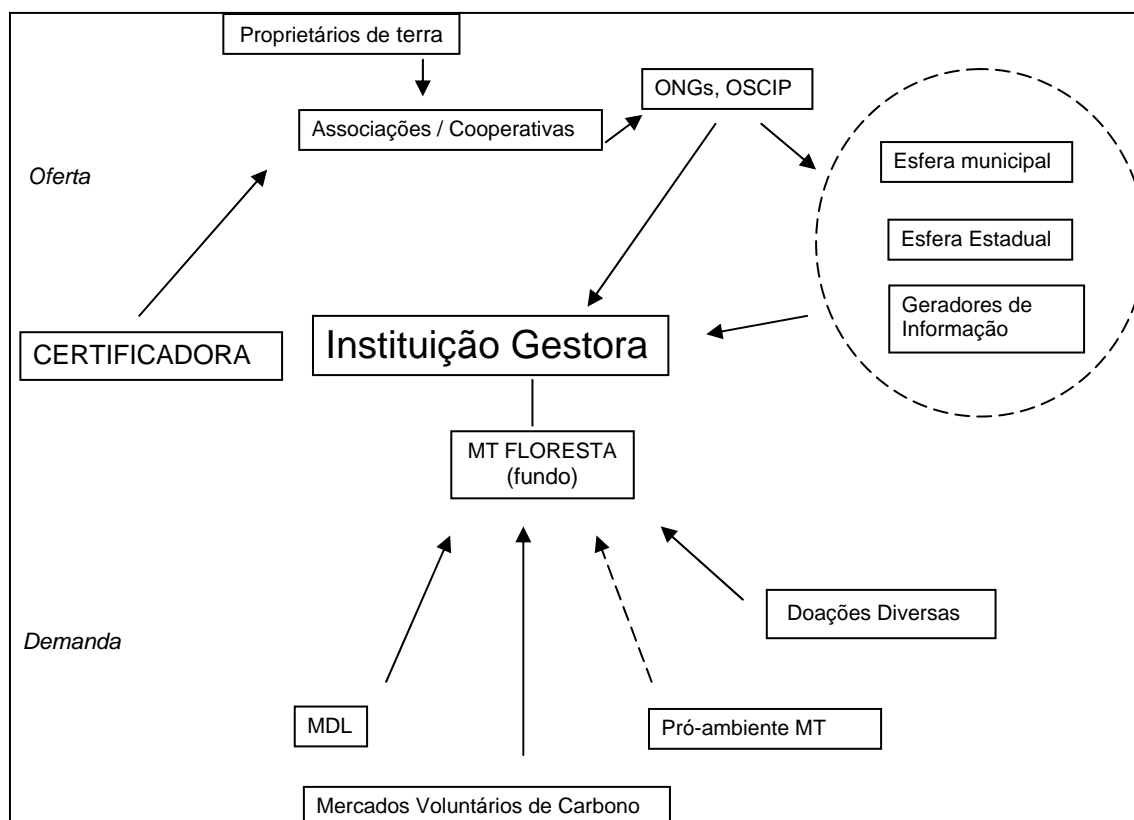 Proprietários de terra
ONGs, OSCIP
Associações / Cooperativas
Esfera municipal
Oferta
Esfera Estadual
Geradores de
Informação
CERTIFICADORA
Instituição Gestora
MT FLORESTA
(fundo)
Doações Diversas
Demanda
MDL
Pró-ambiente MT
Mercados Voluntários de Carbono